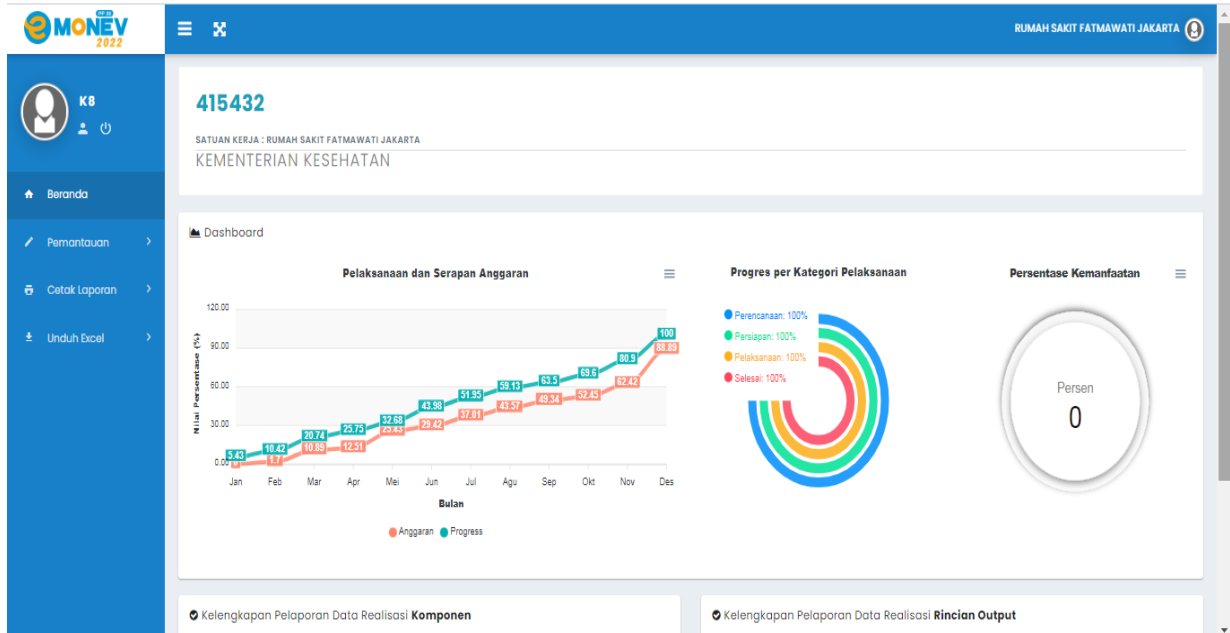 eMONEV
2022
RUMAH SAKIT FATMAWATI JAKARTA
K8
Beranda
Pemantauan
Cetak Laporan
Unduh Excel
415432
SATUAN KERJA : RUMAH SAKIT FATMAWATI JAKARTA
KEMENTERIAN KESEHATAN
Dashboard
Pelaksanaan dan Serapan Anggaran
Nilai Persentase (%)
120.00
90.00
60.00
30.00
0.00
5.43 10.42 20.74 25.75 32.68 43.98 51.95 59.13 63.5 69.6 80.9 100
1.7 10.89 12.51 29.42 37.01 43.57 49.34 52.45 62.42 88.89
Jan Feb Mar Apr Mei Jun Jul Agu Sep Okt Nov Des
Bulan
Anggaran Progress
Progres per Kategori Pelaksanaan
Perencanaan: 100%
Persiapan: 100%
Pelaksanaan: 100%
Selesai: 100%
Persentase Kemanfaatan
Persen
0
Kelengkapan Pelaporan Data Realisasi Komponen
Kelengkapan Pelaporan Data Realisasi Rincian Output